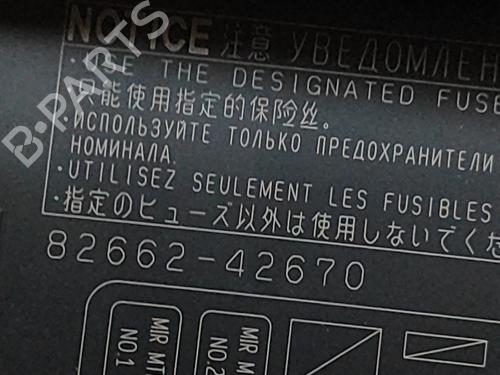 NOTICE 注意 УВЕДОМЛЕН
・USE THE DESIGNATED FUS
・只能使用指定的保险丝。
・ИСПОЛЬЗУЙТЕ ТОЛЬКО ПРЕДОХРАНИТЕЛИ
НОМИНАЛА.
・UTILISEZ SEULEMENT LES FUSIBLES
・指定のヒューズ以外は使用しないでくだ
82662-42670
MIR MT
NO.1
MIR M
NO.2
B-PARTS